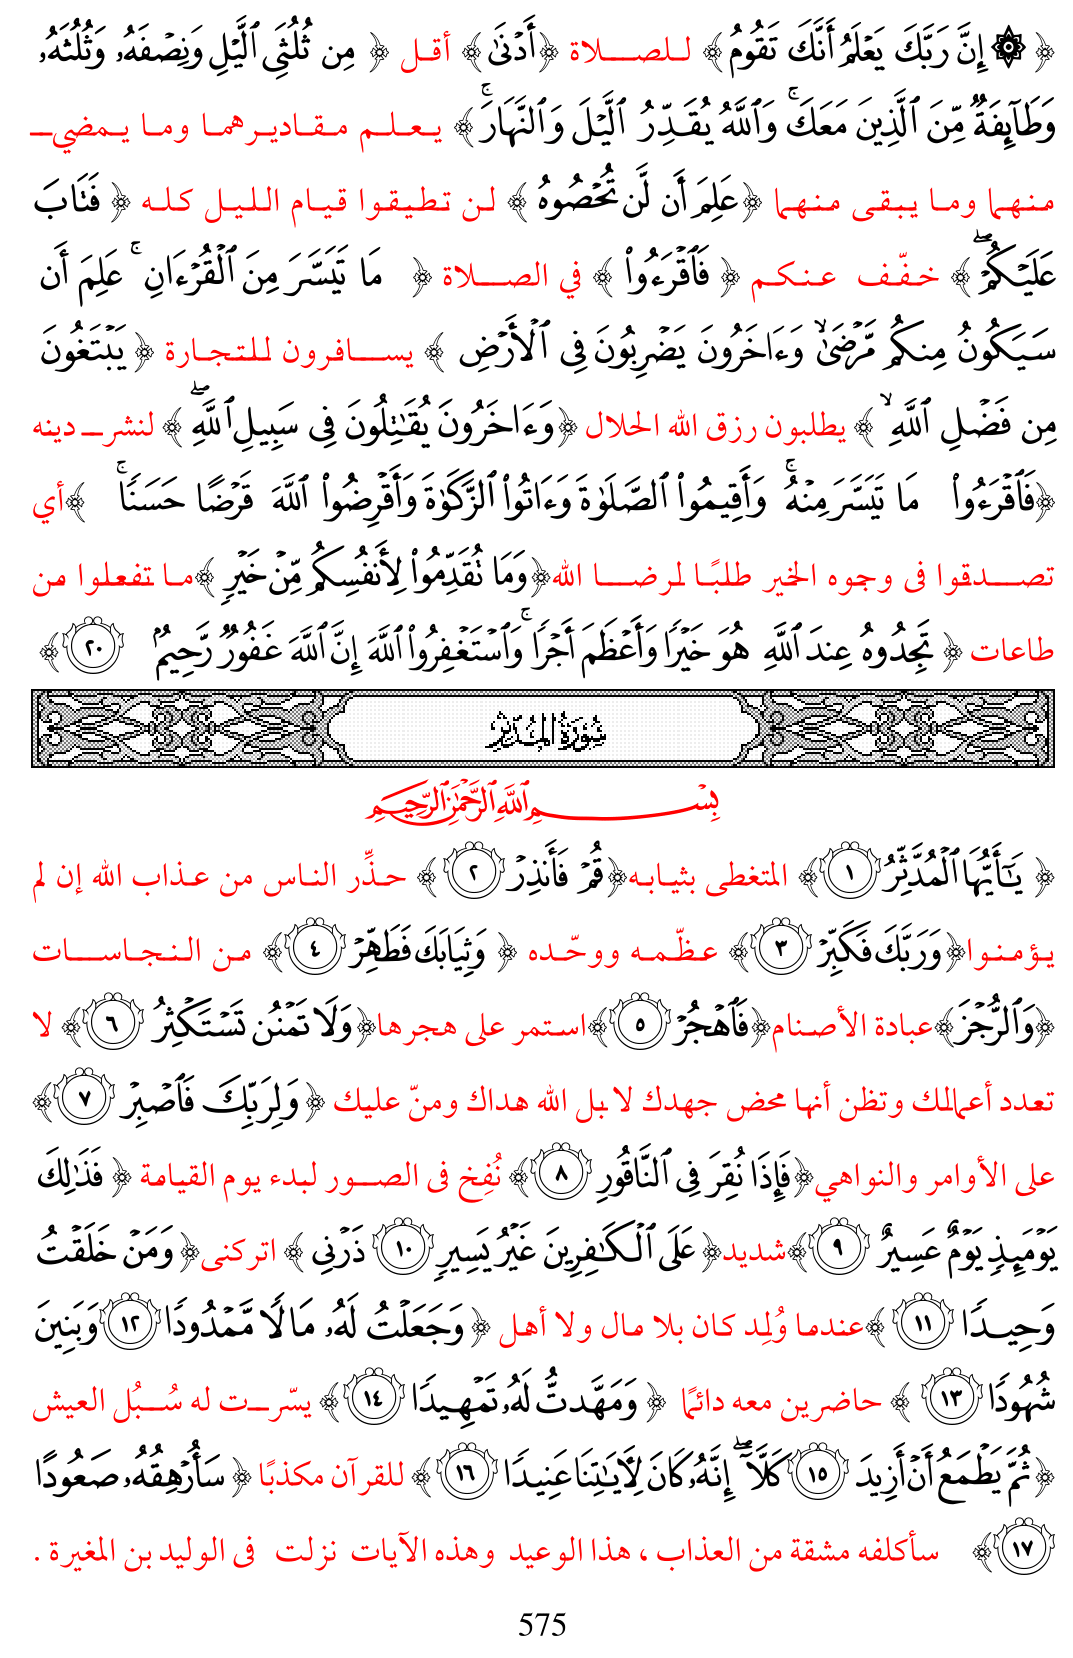 ﴿ ۞ إِنَّ رَبَّكَ يَعْلَمُ أَنَّكَ تَقُومُ ﴾ للصلاة ﴿ أَدْنَىٰ ﴾ أقل ﴿ مِن ثُلُثَيِ ٱلَّيْلِ وَنِصْفَهُۥ وَثُلُثَهُۥ
وَطَآئِفَةٌ مِّنَ ٱلَّذِينَ مَعَكَ ۚ وَٱللَّهُ يُقَدِّرُ ٱلَّيْلَ وَٱلنَّهَارَ ۚ ﴾ يعلم مقاديرهما وما يمضي
منهما وما يبقى منهما ﴿ عَلِمَ أَن لَّن تُحْصُوهُ ﴾ لن تطيقوا قيام الليل كله ﴿ فَتَابَ
عَلَيْكُمْ ۖ ﴾ خفّف عنكم ﴿ فَٱقْرَءُوا۟ ﴾ في الصلاة ﴿ مَا تَيَسَّرَ مِنَ ٱلْقُرْءَانِ ۚ عَلِمَ أَن
سَيَكُونُ مِنكُم مَّرْضَىٰ ۙ وَءَاخَرُونَ يَضْرِبُونَ فِى ٱلْأَرْضِ ﴾ يسافرون للتجارة ﴿ يَبْتَغُونَ
مِن فَضْلِ ٱللَّهِ ۙ ﴾ يطلبون رزق الله الحلال ﴿ وَءَاخَرُونَ يُقَٰتِلُونَ فِى سَبِيلِ ٱللَّهِ ۖ ﴾ لنشر دينه
﴿ فَٱقْرَءُوا۟ مَا تَيَسَّرَ مِنْهُ ۚ وَأَقِيمُوا۟ ٱلصَّلَوٰةَ وَءَاتُوا۟ ٱلزَّكَوٰةَ وَأَقْرِضُوا۟ ٱللَّهَ قَرْضًا حَسَنًا ۚ ﴾ أي
تصدقوا فى وجوه الخير طلبًا لمرضا الله ﴿ وَمَا تُقَدِّمُوا۟ لِأَنفُسِكُم مِّنْ خَيْرٍ ﴾ ما تفعلوا من
طاعات ﴿ تَجِدُوهُ عِندَ ٱللَّهِ هُوَ خَيْرًا وَأَعْظَمَ أَجْرًا ۚ وَٱسْتَغْفِرُوا۟ ٱللَّهَ إِنَّ ٱللَّهَ غَفُورٌ رَّحِيمٌ ٢٠ ﴾
سُورَةُ المُدَّثِّرِ
بِسْمِ ٱللَّهِ ٱلرَّحْمَٰنِ ٱلرَّحِيمِ
﴿ يَٰٓأَيُّهَا ٱلْمُدَّثِّرُ ١ ﴾ المتغطى بثيابه ﴿ قُمْ فَأَنذِرْ ٢ ﴾ حذِّر الناس من عذاب الله إن لم
يؤمنوا ﴿ وَرَبَّكَ فَكَبِّرْ ٣ ﴾ عظّمه ووحّده ﴿ وَثِيَابَكَ فَطَهِّرْ ٤ ﴾ من النجاسات
﴿ وَٱلرُّجْزَ ﴾ عبادة الأصنام ﴿ فَٱهْجُرْ ٥ ﴾ استمر على هجرها ﴿ وَلَا تَمْنُن تَسْتَكْثِرُ ٦ ﴾ لا
تعدد أعمالك وتظن أنها محض جهدك لا بل الله هداك ومنّ عليك ﴿ وَلِرَبِّكَ فَٱصْبِرْ ٧ ﴾
على الأوامر والنواهي ﴿ فَإِذَا نُقِرَ فِى ٱلنَّاقُورِ ٨ ﴾ نُفِخ فى الصور لبدء يوم القيامة ﴿ فَذَٰلِكَ
يَوْمَئِذٍ يَوْمٌ عَسِيرٌ ٩ ﴾ شديد ﴿ عَلَى ٱلْكَٰفِرِينَ غَيْرُ يَسِيرٍ ١٠ ذَرْنِى ﴾ اتركنى ﴿ وَمَنْ خَلَقْتُ
وَحِيدًا ١١ ﴾ عندما وُلِد كان بلا مال ولا أهل ﴿ وَجَعَلْتُ لَهُۥ مَالًا مَّمْدُودًا ١٢ وَبَنِينَ
شُهُودًا ١٣ ﴾ حاضرين معه دائمًا ﴿ وَمَهَّدتُّ لَهُۥ تَمْهِيدًا ١٤ ﴾ يسّرت له سُبُل العيش
﴿ ثُمَّ يَطْمَعُ أَنْ أَزِيدَ ١٥ كَلَّآ ۖ إِنَّهُۥ كَانَ لِـَٔايَٰتِنَا عَنِيدًا ١٦ ﴾ للقرآن مكذبًا ﴿ سَأُرْهِقُهُۥ صَعُودًا
١٧ ﴾ سأكلفه مشقة من العذاب ، هذا الوعيد وهذه الآيات نزلت فى الوليد بن المغيرة .
575